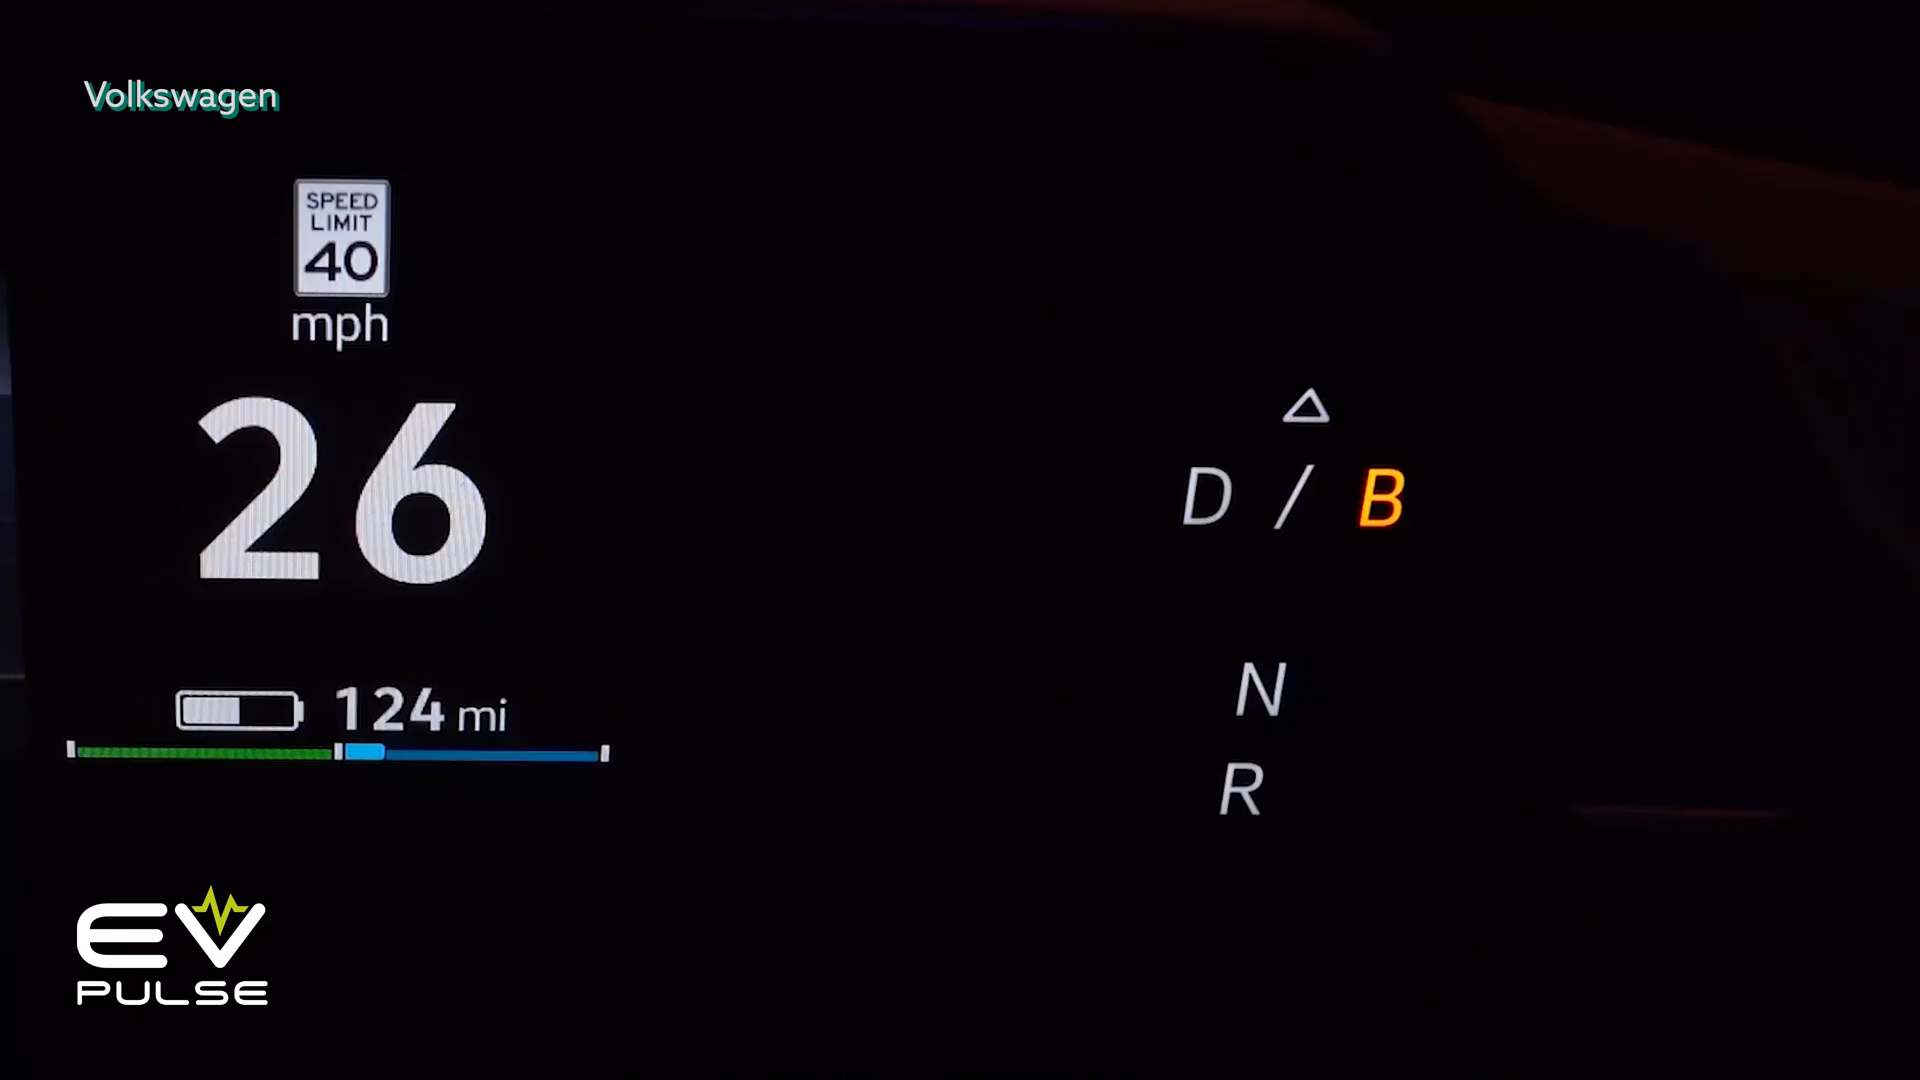 Volkswagen
SPEED
LIMIT
40
mph
26
124 mi
D / B
N
R
EV
PULSE